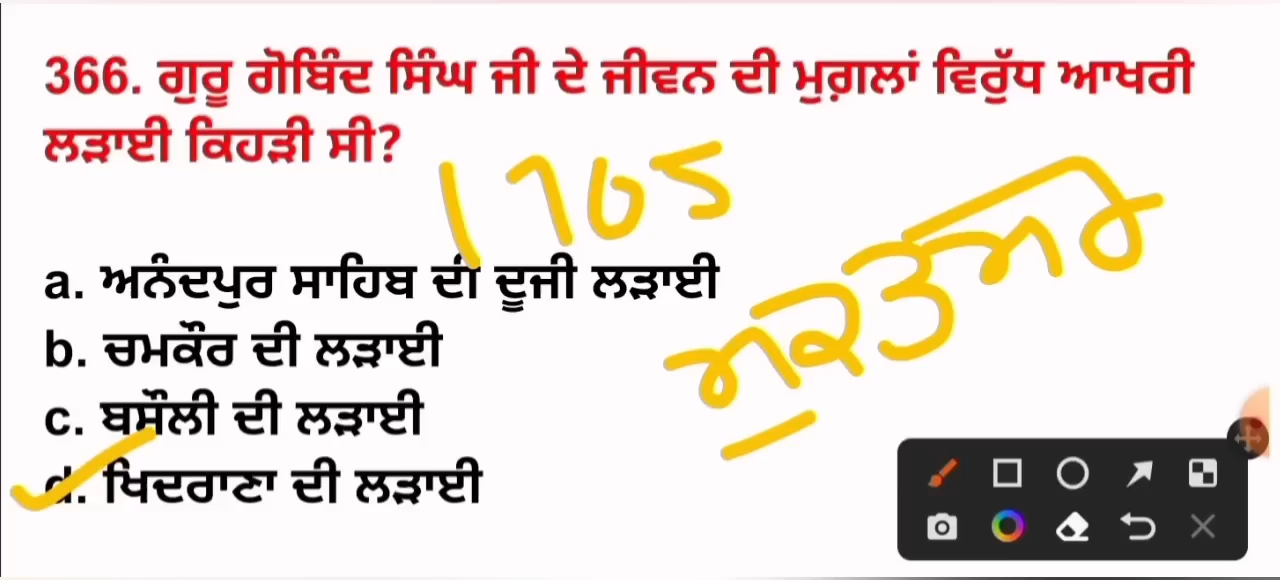 366. ਗੁਰੂ ਗੋਬਿੰਦ ਸਿੰਘ ਜੀ ਦੇ ਜੀਵਨ ਦੀ ਮੁਗ਼ਲਾਂ ਵਿਰੁੱਧ ਆਖਰੀ
ਲੜਾਈ ਕਿਹੜੀ ਸੀ?
1705
a. ਅਨੰਦਪੁਰ ਸਾਹਿਬ ਦੀ ਦੂਜੀ ਲੜਾਈ
b. ਚਮਕੌਰ ਦੀ ਲੜਾਈ
c. ਬਸੌਲੀ ਦੀ ਲੜਾਈ
d. ਖਿਦਰਾਣਾ ਦੀ ਲੜਾਈ
ਮੁਕਤਸਰ